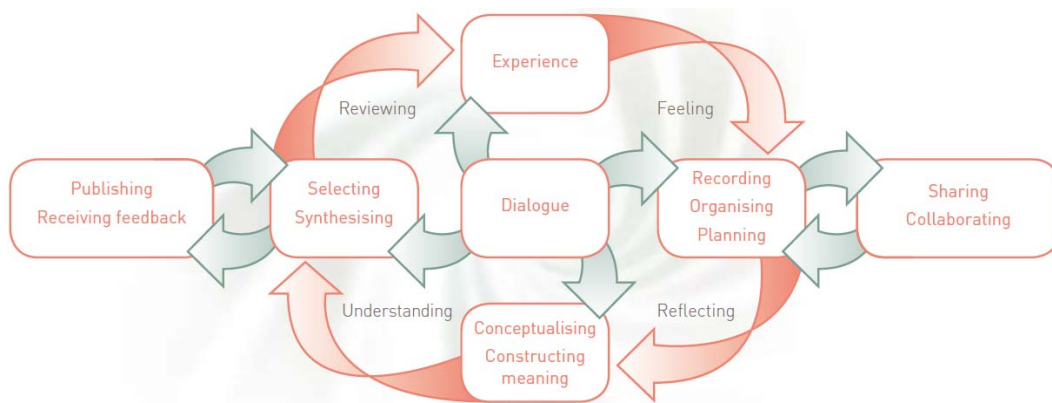 Experience
Reviewing
Feeling
Publishing
Receiving feedback
Selecting
Synthesising
Dialogue
Recording
Organising
Planning
Sharing
Collaborating
Understanding
Reflecting
Conceptualising
Constructing
meaning